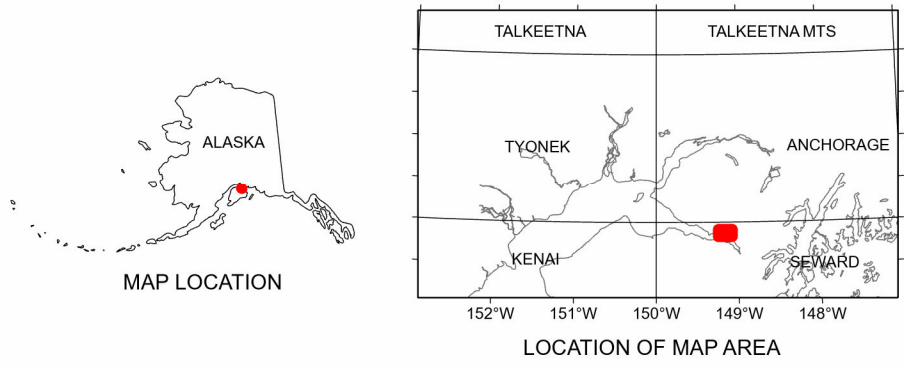 ALASKA
MAP LOCATION
TALKEETNA
TALKEETNA MTS
TYONEK
ANCHORAGE
KENAI
SEWARD
152°W
151°W
150°W
149°W
148°W
LOCATION OF MAP AREA